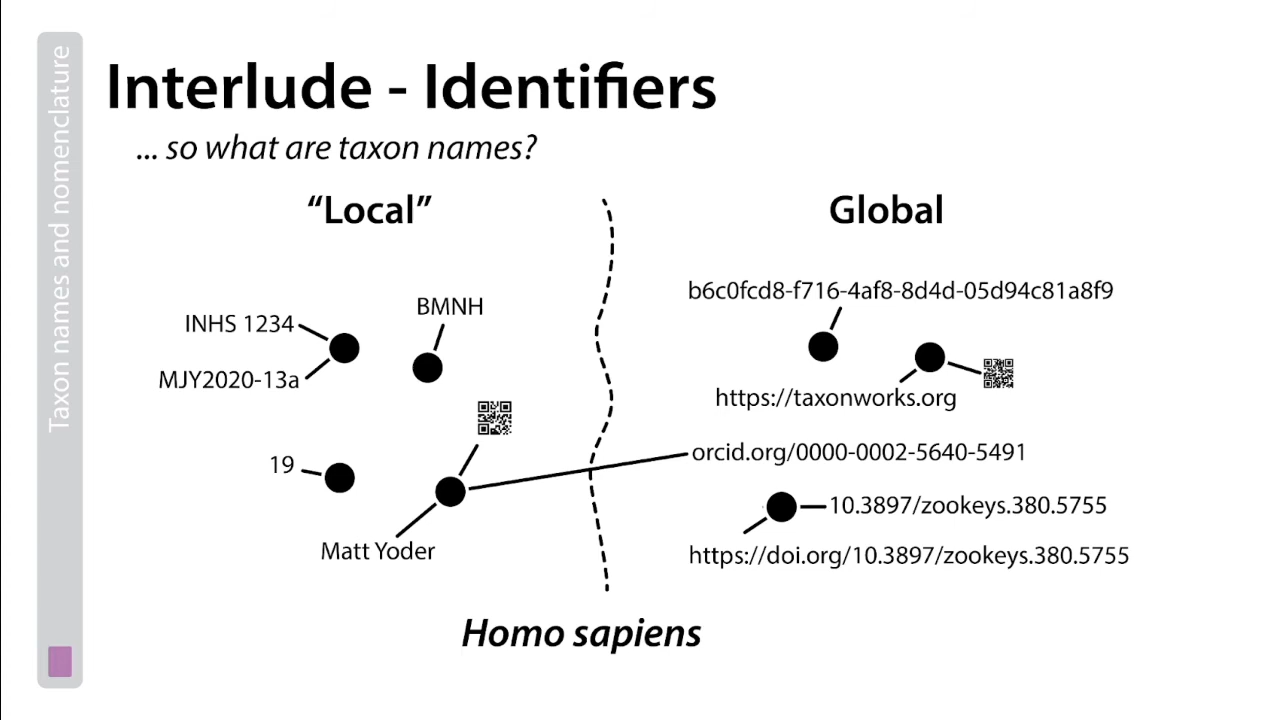 Taxon names and nomenclature
Interlude - Identifiers
... so what are taxon names?
“Local”
Global
b6c0fcd8-f716-4af8-8d4d-05d94c81a8f9
BMNH
INHS 1234
MJY2020-13a
https://taxonworks.org
orcid.org/0000-0002-5640-5491
19
10.3897/zookeys.380.5755
Matt Yoder
https://doi.org/10.3897/zookeys.380.5755
Homo sapiens